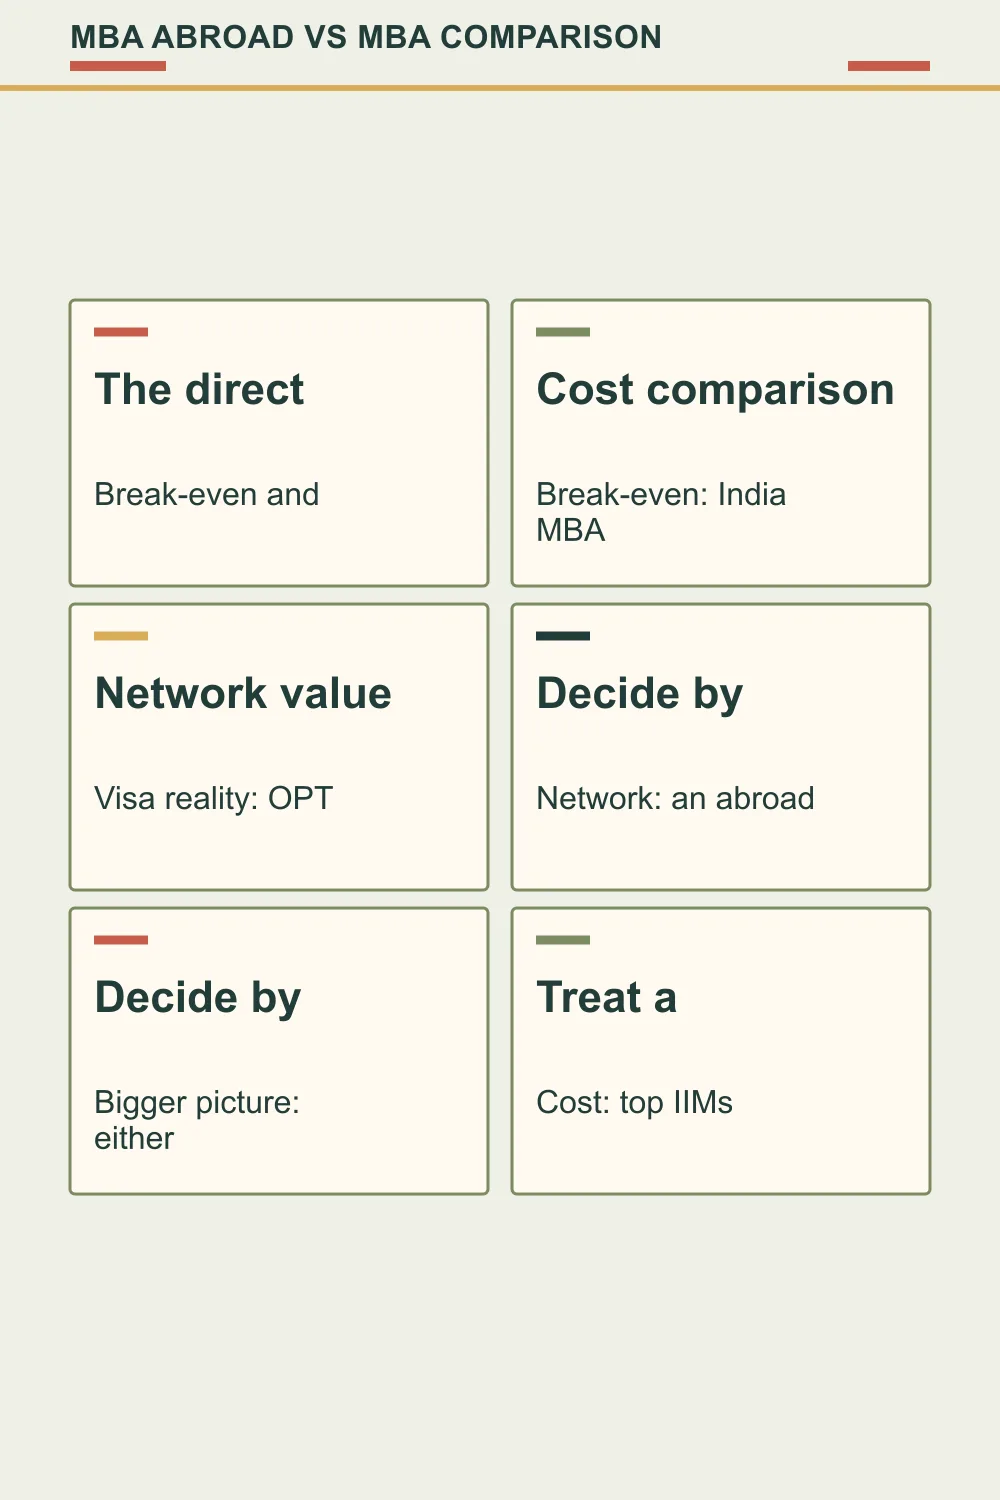 MBA ABROAD VS MBA COMPARISON
The direct
Break-even and
Cost comparison
Break-even: India
MBA
Network value
Visa reality: OPT
Decide by
Network: an abroad
Decide by
Bigger picture:
either
Treat a
Cost: top IIMs